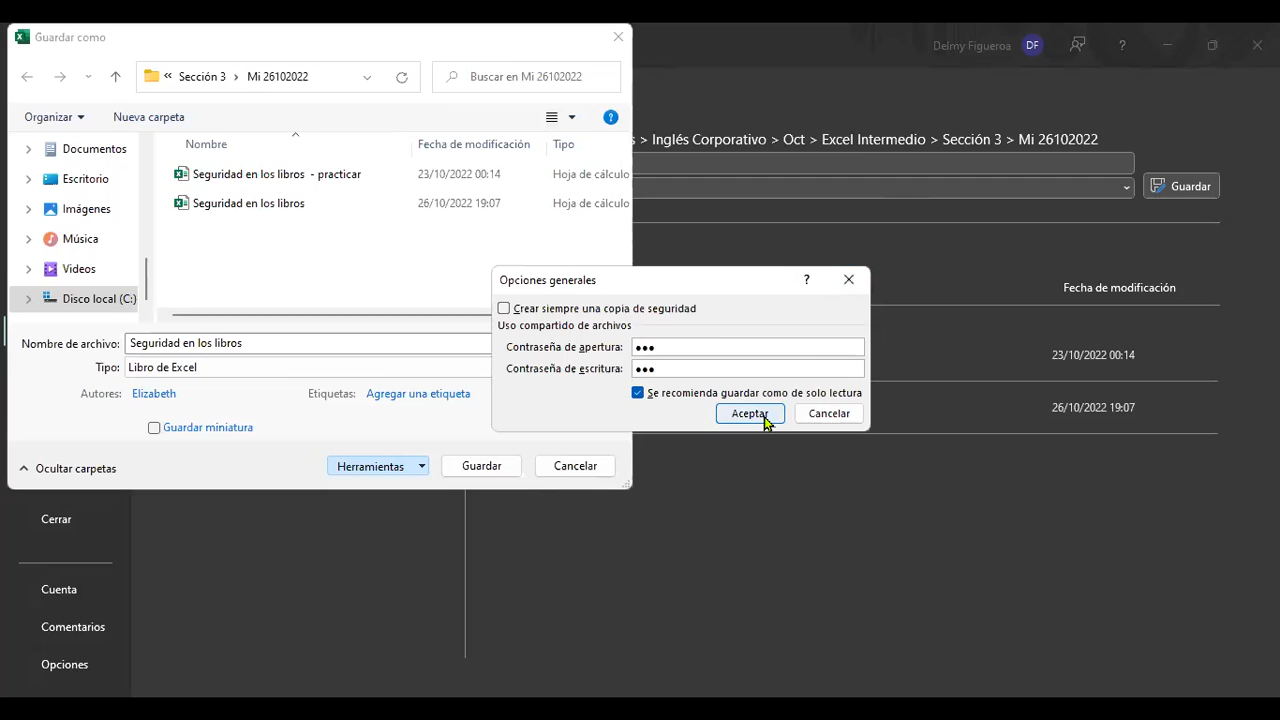 Guardar como
Delmy Figueroa DF ?
« Sección 3 > Mi 26102022
Buscar en Mi 26102022
Organizar
Nueva carpeta
?
> Inglés Corporativo > Oct > Excel Intermedio > Sección 3 > Mi 26102022
Nombre
Fecha de modificación
Tipo
Documentos
Escritorio
Imágenes
Música
Videos
Disco local (C:)
Seguridad en los libros - practicar
23/10/2022 00:14
Hoja de cálculo
Seguridad en los libros
26/10/2022 19:07
Hoja de cálculo
Guardar
Fecha de modificación
23/10/2022 00:14
26/10/2022 19:07
Opciones generales
?
Crear siempre una copia de seguridad
Uso compartido de archivos
Contraseña de apertura: •••
Contraseña de escritura: •••
Se recomienda guardar como de solo lectura
Aceptar
Cancelar
Nombre de archivo: Seguridad en los libros
Tipo: Libro de Excel
Autores: Elizabeth
Etiquetas: Agregar una etiqueta
Guardar miniatura
Ocultar carpetas
Herramientas
Guardar
Cancelar
Cerrar
Cuenta
Comentarios
Opciones